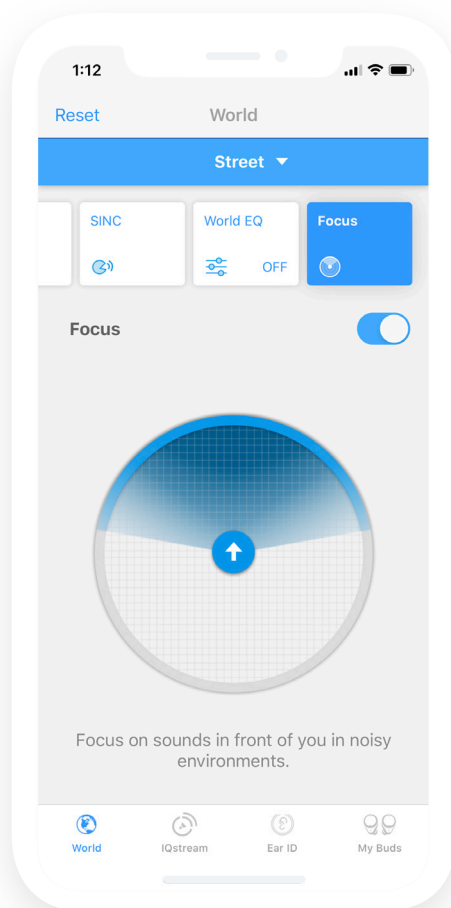 1:12
Reset
World
Street
SINC
World EQ
OFF
Focus
Focus
Focus on sounds in front of you in noisy
environments.
World
IQstream
Ear ID
My Buds